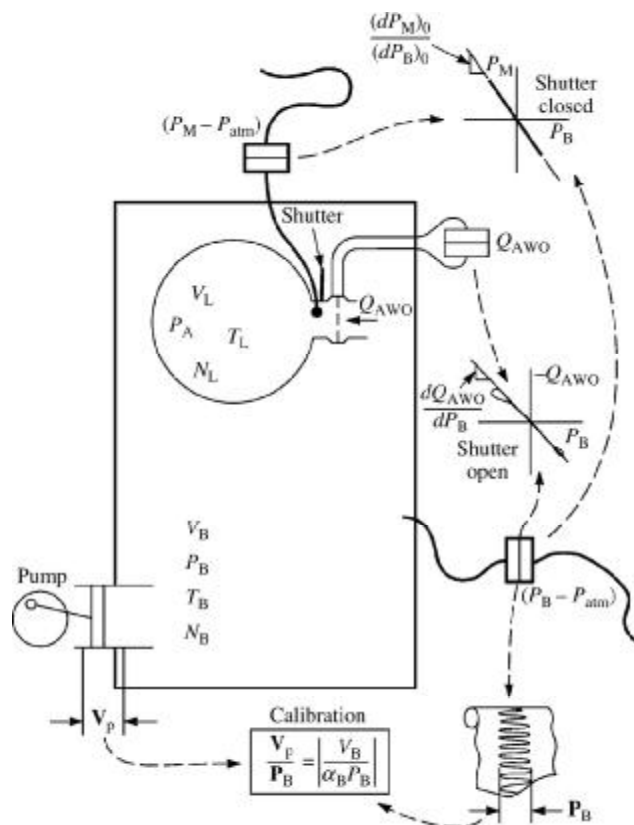 (dP_M)_0
(dP_B)_0
P_M
Shutter
closed
P_B
(P_M – P_atm)
Shutter
Q_AWO
Q_AWO
V_L
P_A
T_L
N_L
–Q_AWO
dQ_AWO
dP_B
P_B
Shutter
open
V_B
P_B
T_B
N_B
Pump
(P_B – P_atm)
V_p
Calibration
V_p
P_B
=
V_B
α_B P_B
P_B